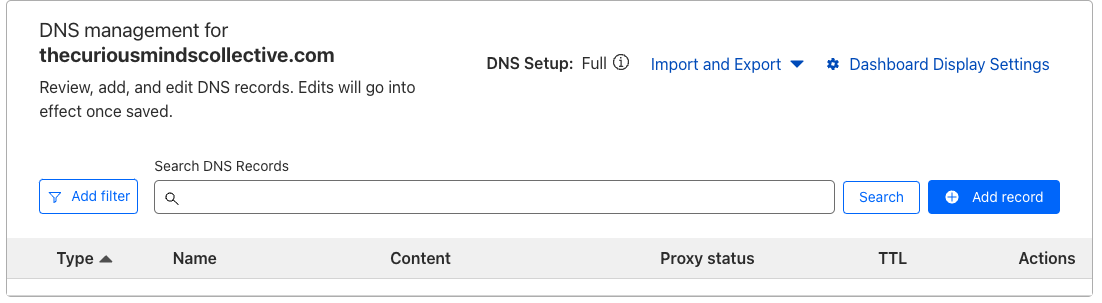 DNS management for
thecuriousmindscollective.com
Review, add, and edit DNS records. Edits will go into
effect once saved.
DNS Setup: Full Import and Export Dashboard Display Settings
Search DNS Records
Add filter Search Add record
Type Name Content Proxy status TTL Actions